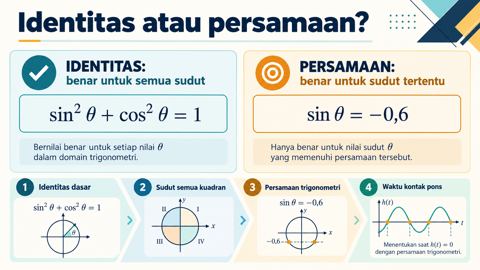 Identitas atau persamaan?
IDENTITAS:
benar untuk semua sudut
sin² θ + cos² θ = 1
Bernilai benar untuk setiap nilai θ
dalam domain trigonometri.
PERSAMAAN:
benar untuk sudut tertentu
sin θ = −0,6
Hanya benar untuk nilai sudut θ
yang memenuhi persamaan tersebut.
1 Identitas dasar
sin² θ + cos² θ = 1
θ
2 Sudut semua kuadran
y
II I
x
III IV
3 Persamaan trigonometri
sin θ = −0,6
y
x
−0,6
4 Waktu kontak pons
h(t)
t
Menentukan saat h(t) = 0
dengan persamaan trigonometri.